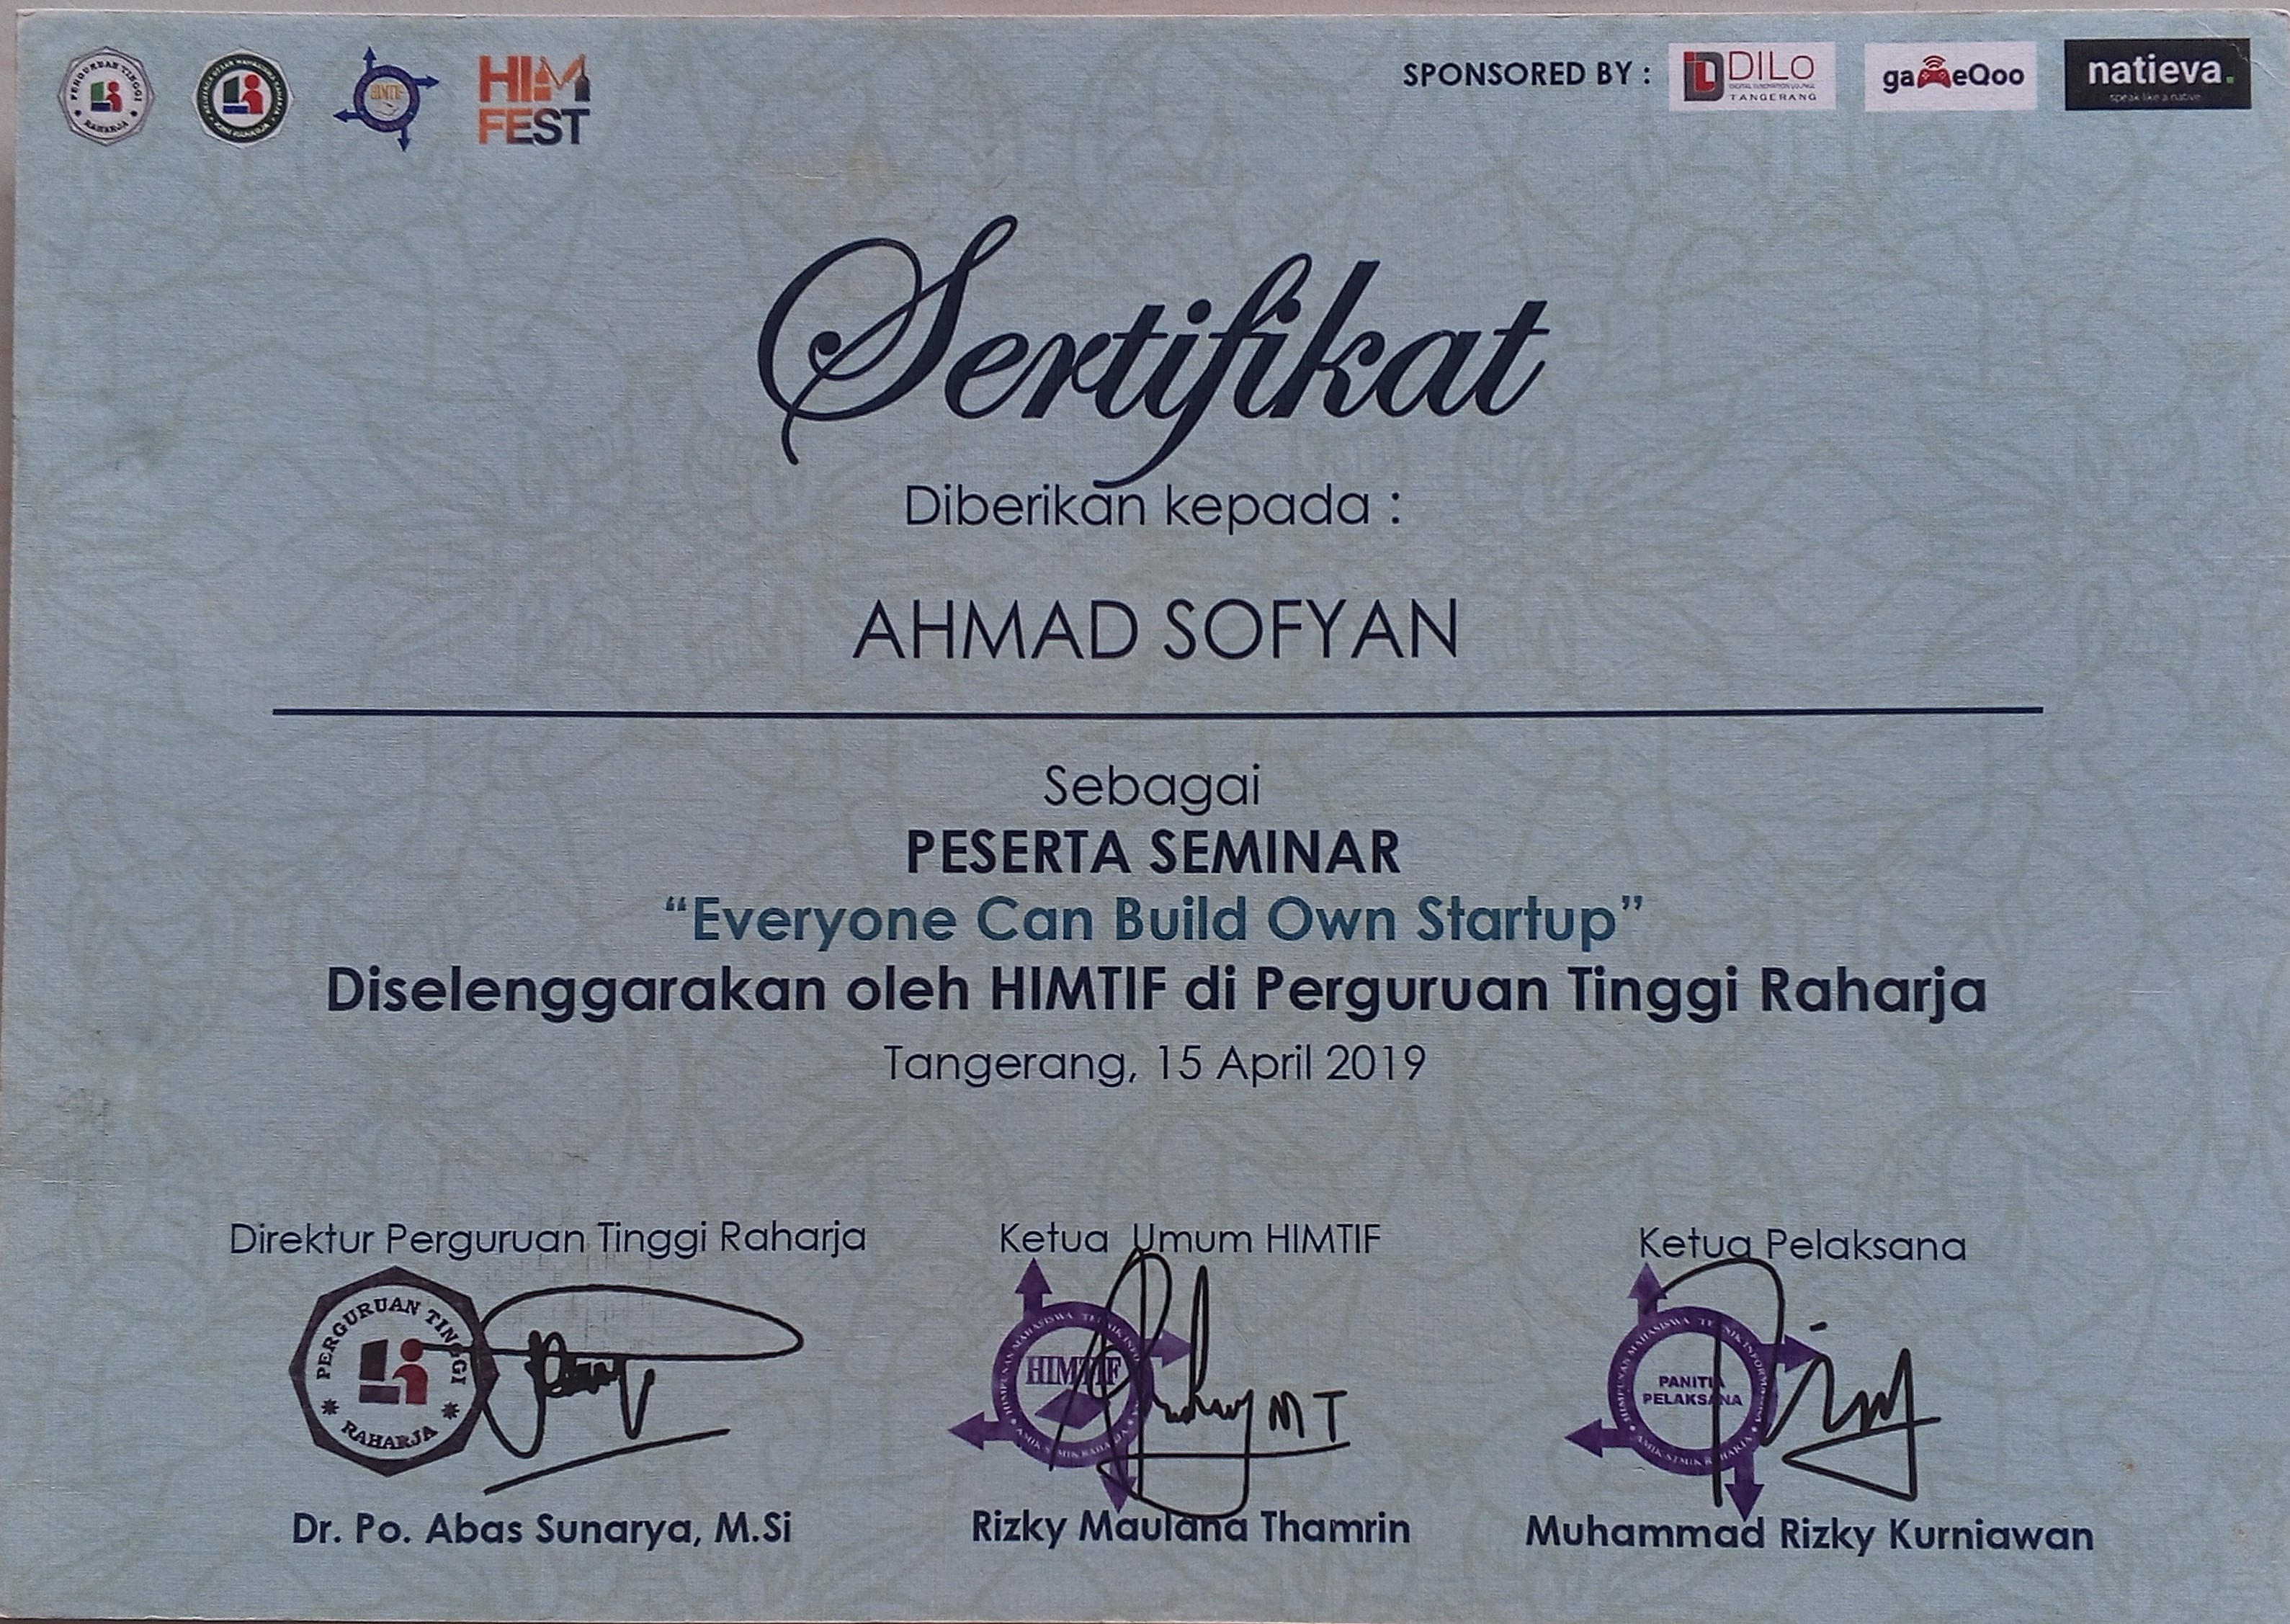 PERGURUAN TINGGI
RAHARJA
HIMTIF
HIM
FEST
SPONSORED BY :
DILo
TANGERANG
gameQoo
natieva.
speak like a native
Sertifikat
Diberikan kepada :
AHMAD SOFYAN
Sebagai
PESERTA SEMINAR
“Everyone Can Build Own Startup”
Diselenggarakan oleh HIMTIF di Perguruan Tinggi Raharja
Tangerang, 15 April 2019
Direktur Perguruan Tinggi Raharja
Ketua Umum HIMTIF
Ketua Pelaksana
PERGURUAN TINGGI
RAHARJA
HIMTIF
MT
PANITIA
PELAKSANA
Dr. Po. Abas Sunarya, M.Si
Rizky Maulana Thamrin
Muhammad Rizky Kurniawan